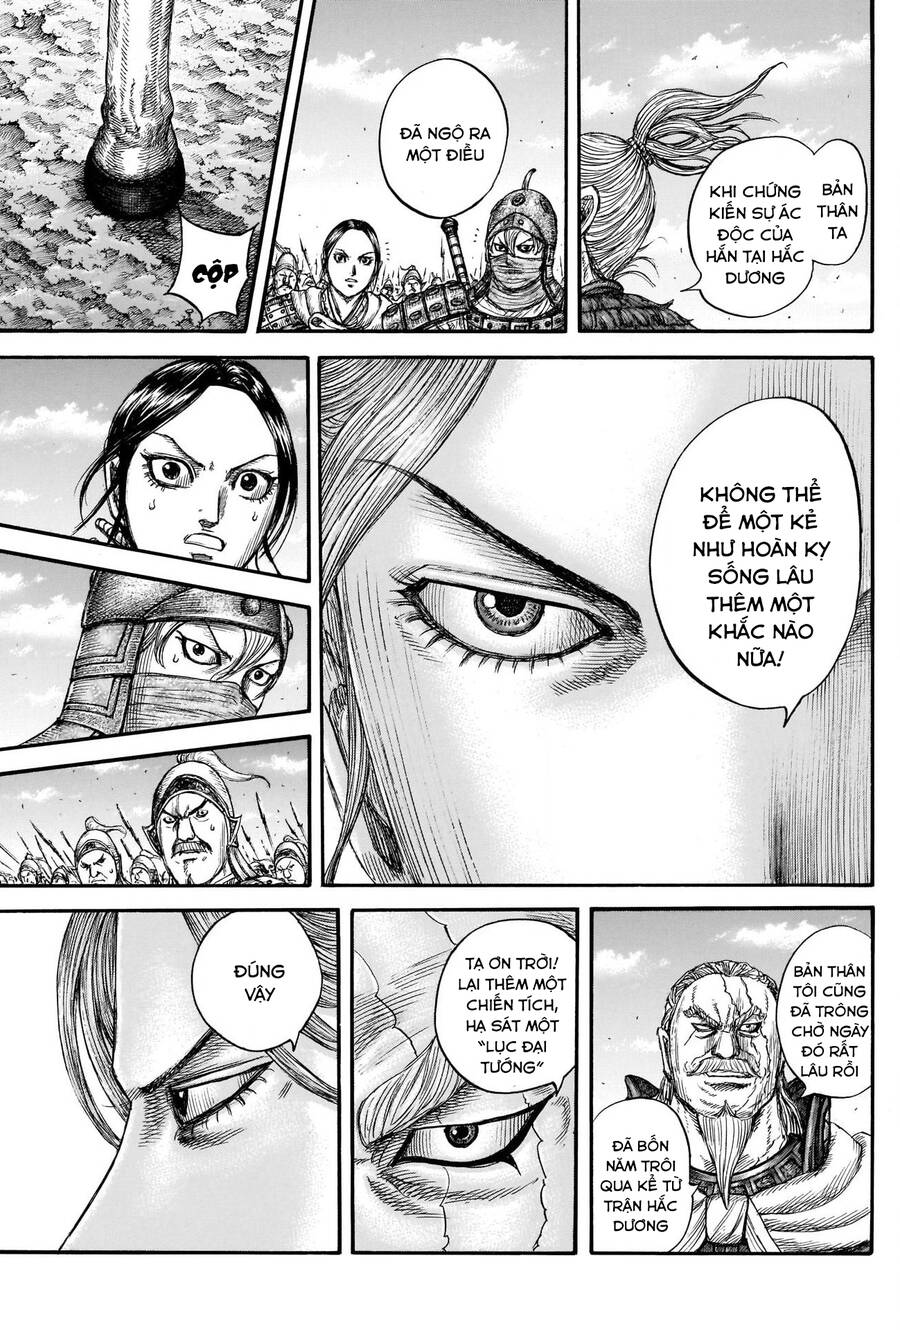 BẢN
THÂN
TA
KHI CHỨNG
KIẾN SỰ ÁC
ĐỘC CỦA
HẮN TẠI HẮC
DƯƠNG
ĐÃ NGỘ RA
MỘT ĐIỀU
CỘP
KHÔNG THỂ
ĐỂ MỘT KẺ
NHƯ HOÀN KỲ
SỐNG LÂU
THÊM MỘT
KHẮC NÀO
NỮA!
BẢN THÂN
TÔI CŨNG
ĐÃ TRÔNG
CHỜ NGÀY
ĐÓ RẤT
LÂU RỒI
ĐÃ BỐN
NĂM TRÔI
QUA KỂ TỪ
TRẬN HẮC
DƯƠNG
TẠ ƠN TRỜI!
LẠI THÊM MỘT
CHIẾN TÍCH,
HẠ SÁT MỘT
"LỤC ĐẠI
TƯỚNG"
ĐÚNG
VẬY